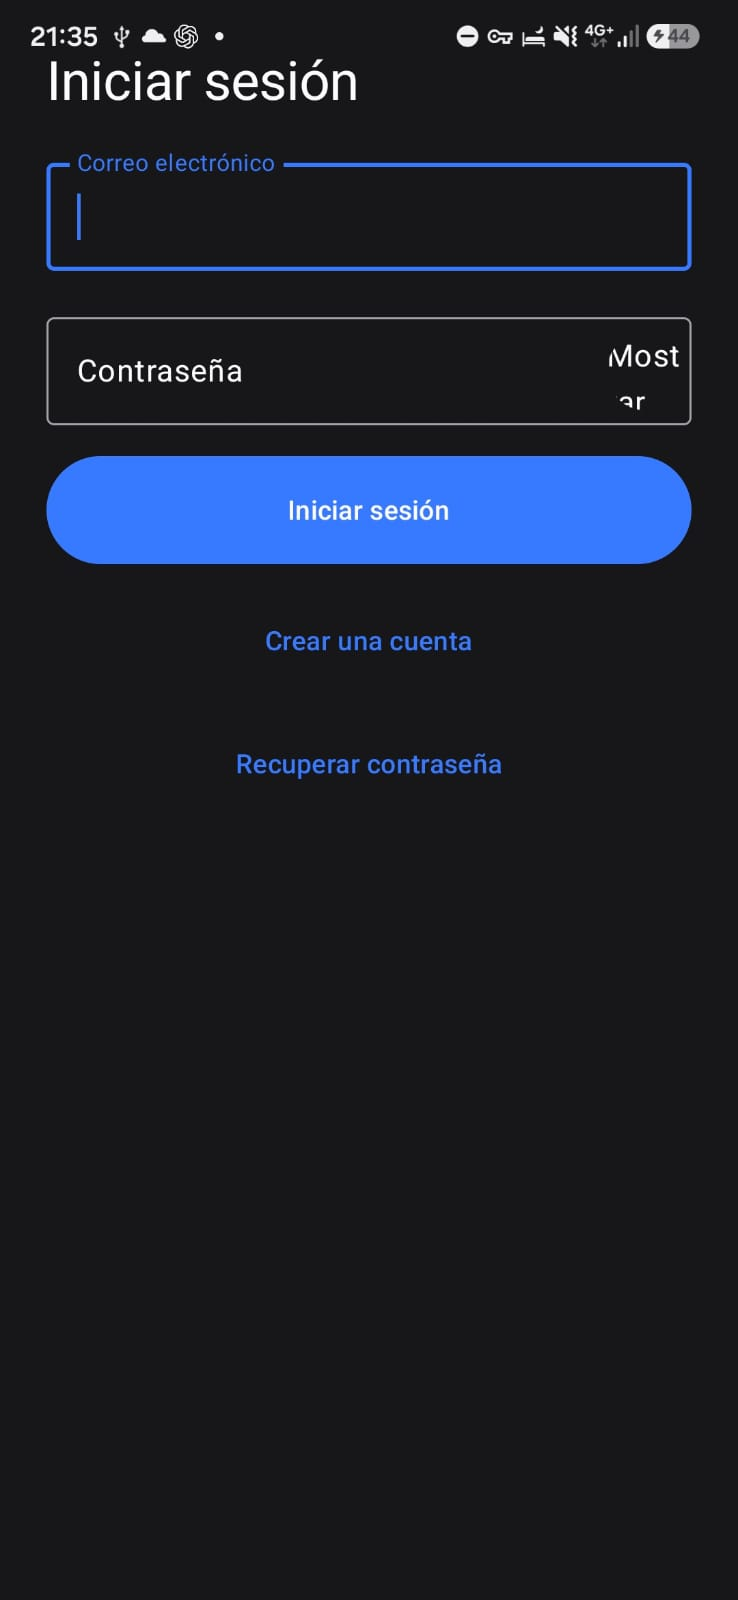 21:35 4G+ 44
Iniciar sesión
Correo electrónico
Contraseña
Most
ar
Iniciar sesión
Crear una cuenta
Recuperar contraseña